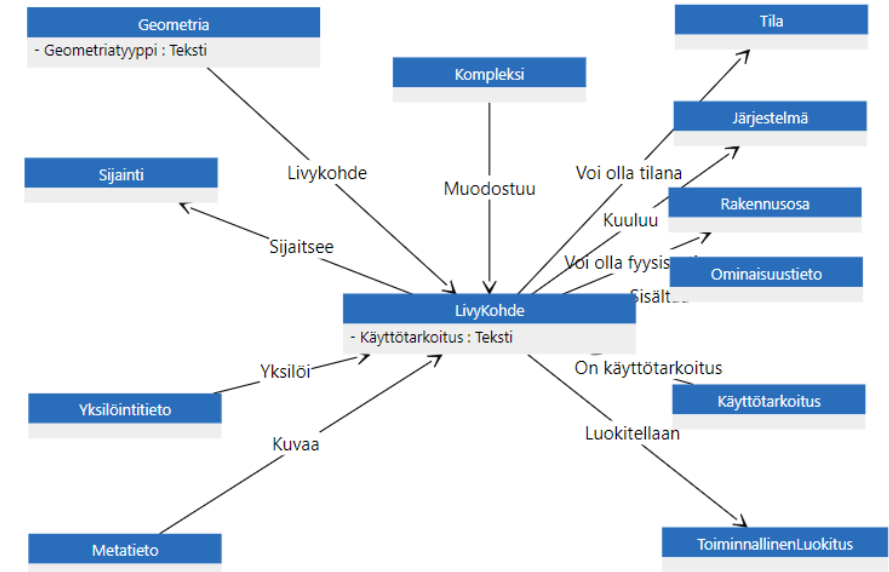 Geometria
- Geometriatyyppi : Teksti
Tila
Kompleksi
Järjestelmä
Sijainti
Livykohde
Voi olla tilana
Muodostuu
Rakennusosa
Kuuluu
Sijaitsee
Voi olla
Ominaisuustieto
LivyKohde
- Käyttötarkoitus : Teksti
Yksilöi
On käyttötarkoitus
Yksilöintitieto
Käyttötarkoitus
Luokitellaan
Kuvaa
Metatieto
ToiminnallinenLuokitus